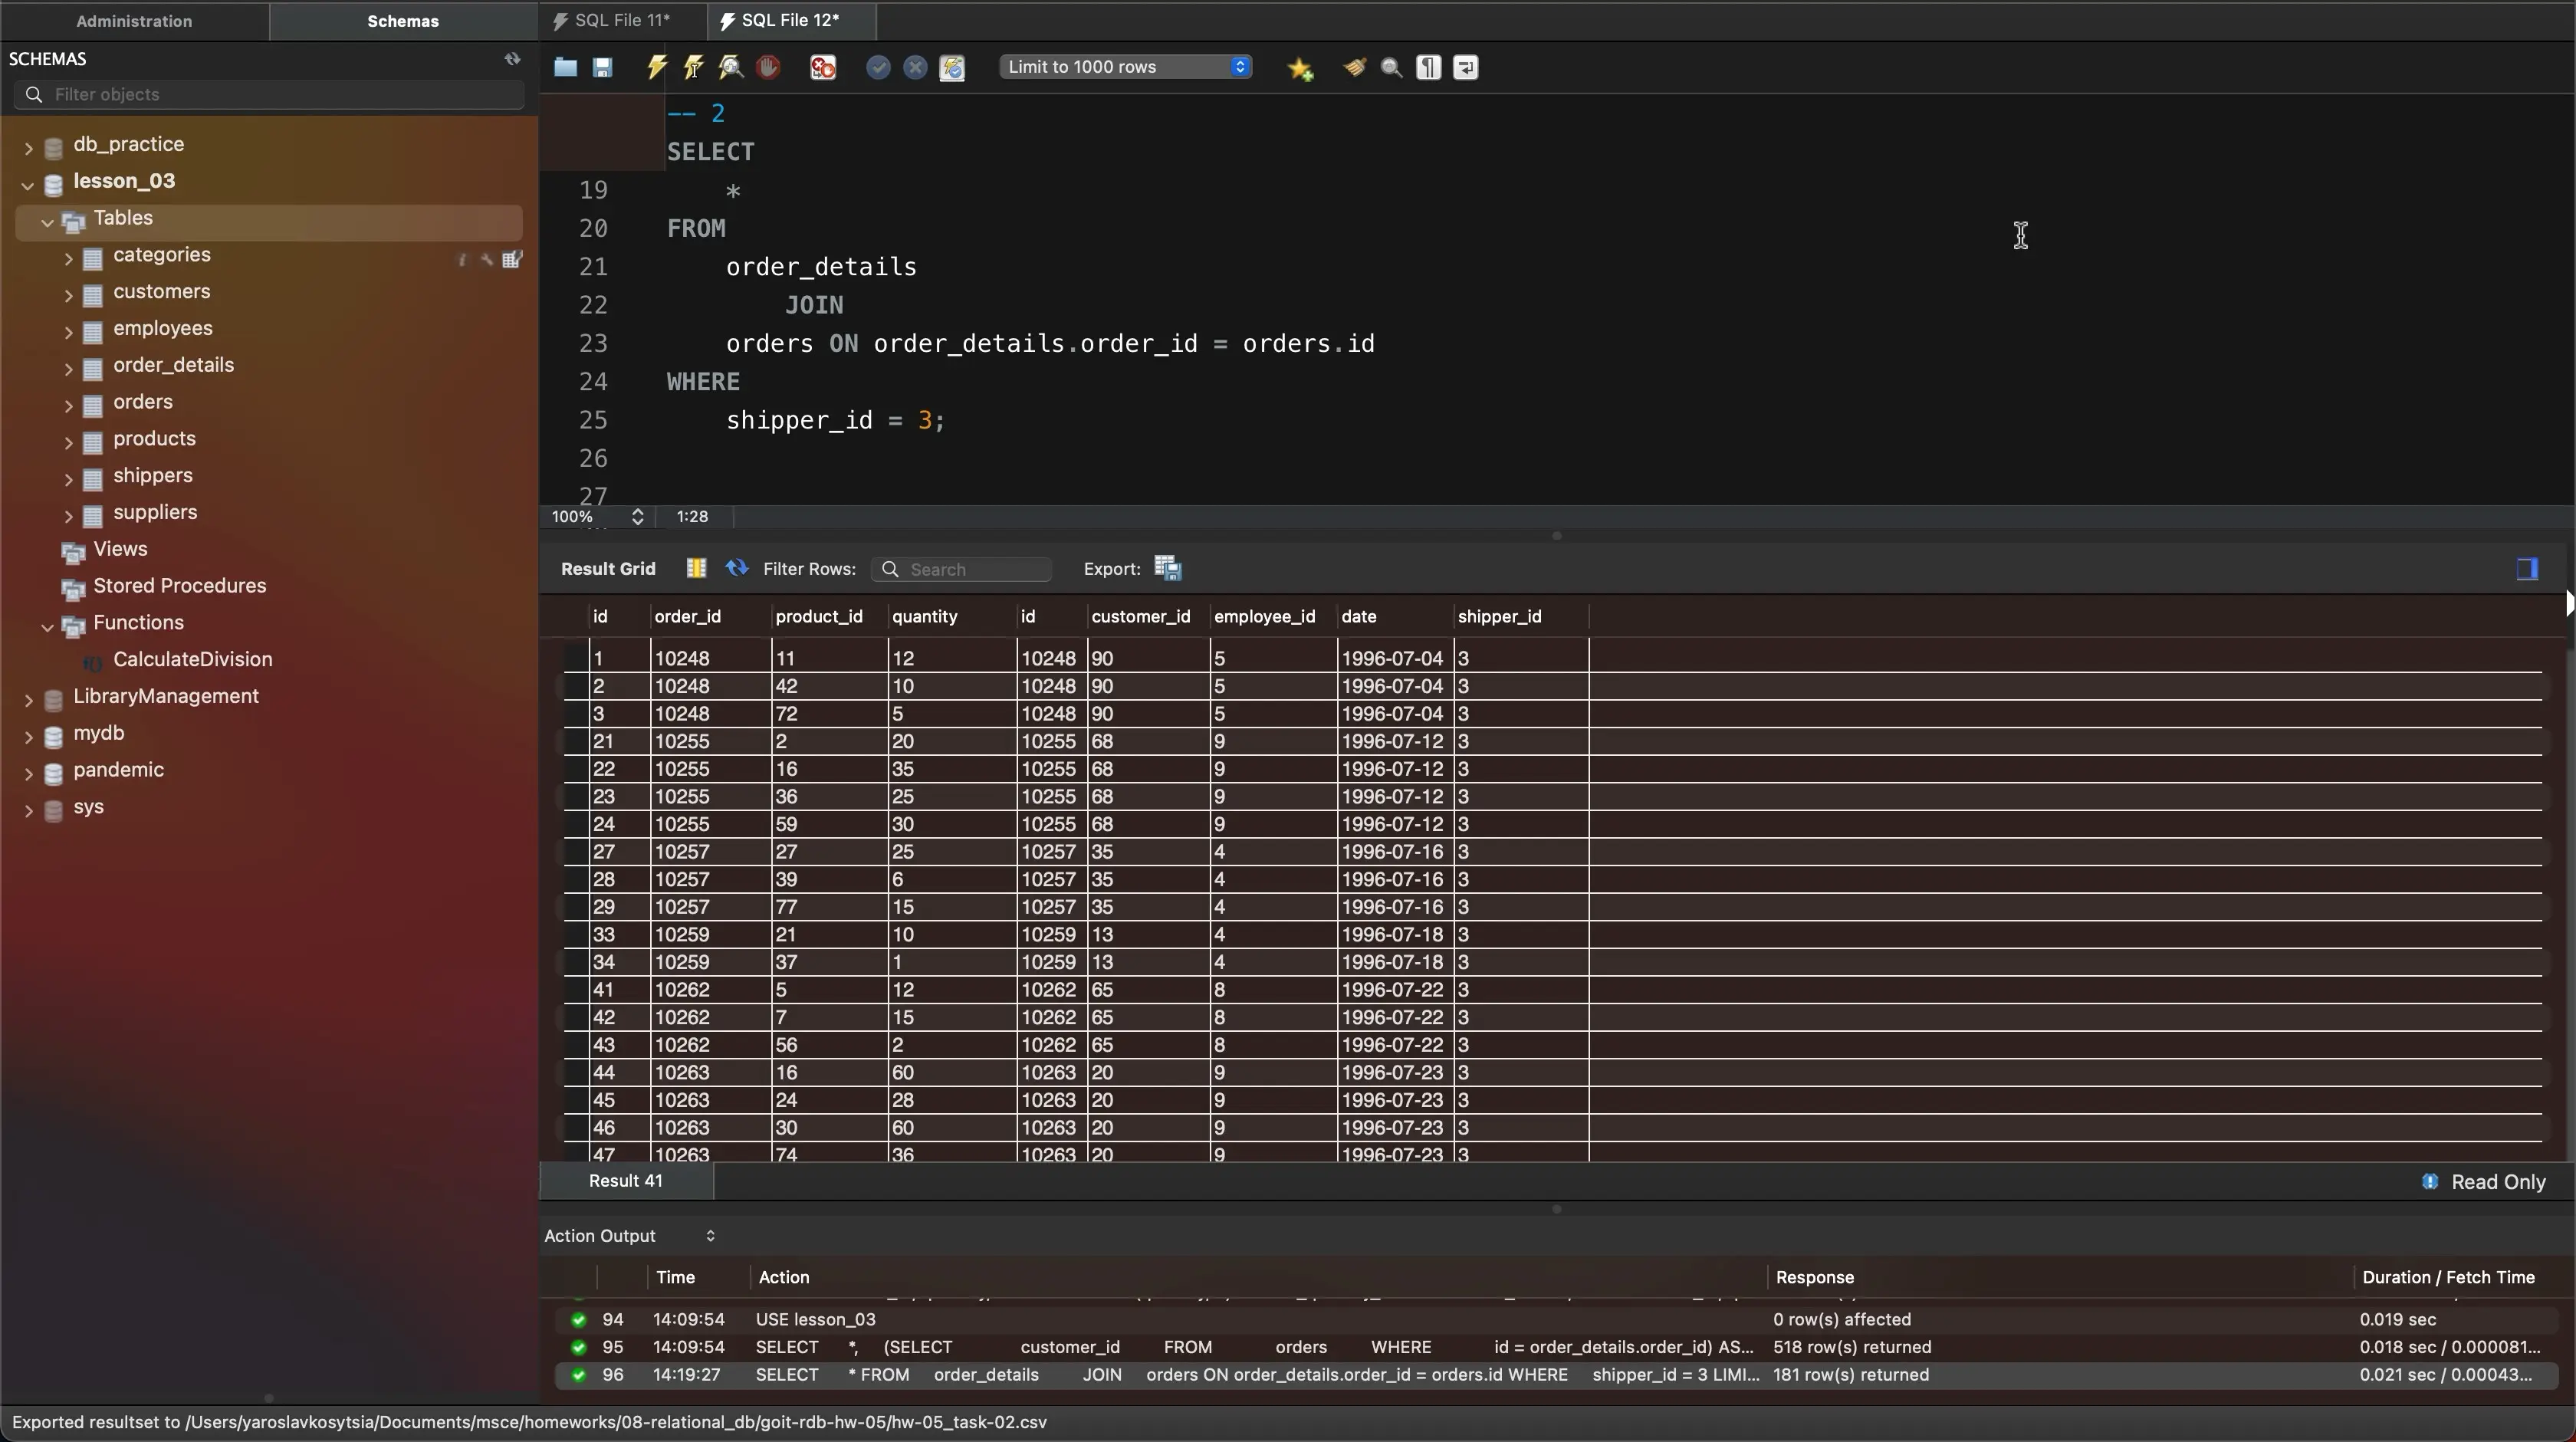 Administration
Schemas
SCHEMAS
Filter objects
db_practice
lesson_03
Tables
categories
customers
employees
order_details
orders
products
shippers
suppliers
Views
Stored Procedures
Functions
CalculateDivision
LibraryManagement
mydb
pandemic
sys
SQL File 11*
SQL File 12*
Limit to 1000 rows
-- 2
SELECT
19 *
20 FROM
21 order_details
22 JOIN
23 orders ON order_details.order_id = orders.id
24 WHERE
25 shipper_id = 3;
26
27
100% 1:28
Result Grid Filter Rows: Search Export:
id order_id product_id quantity id customer_id employee_id date shipper_id
1 10248 11 12 10248 90 5 1996-07-04 3
2 10248 42 10 10248 90 5 1996-07-04 3
3 10248 72 5 10248 90 5 1996-07-04 3
21 10255 2 20 10255 68 9 1996-07-12 3
22 10255 16 35 10255 68 9 1996-07-12 3
23 10255 36 25 10255 68 9 1996-07-12 3
24 10255 59 30 10255 68 9 1996-07-12 3
27 10257 27 25 10257 35 4 1996-07-16 3
28 10257 39 6 10257 35 4 1996-07-16 3
29 10257 77 15 10257 35 4 1996-07-16 3
33 10259 21 10 10259 13 4 1996-07-18 3
34 10259 37 1 10259 13 4 1996-07-18 3
41 10262 5 12 10262 65 8 1996-07-22 3
42 10262 7 15 10262 65 8 1996-07-22 3
43 10262 56 2 10262 65 8 1996-07-22 3
44 10263 16 60 10263 20 9 1996-07-23 3
45 10263 24 28 10263 20 9 1996-07-23 3
46 10263 30 60 10263 20 9 1996-07-23 3
47 10263 74 36 10263 20 9 1996-07-23 3
Result 41
Read Only
Action Output
Time Action Response Duration / Fetch Time
94 14:09:54 USE lesson_03 0 row(s) affected 0.019 sec
95 14:09:54 SELECT *, (SELECT customer_id FROM orders WHERE id = order_details.order_id) AS... 518 row(s) returned 0.018 sec / 0.000081...
96 14:19:27 SELECT * FROM order_details JOIN orders ON order_details.order_id = orders.id WHERE shipper_id = 3 LIMI... 181 row(s) returned 0.021 sec / 0.00043...
Exported resultset to /Users/yaroslavkosytsia/Documents/msce/homeworks/08-relational_db/goit-rdb-hw-05/hw-05_task-02.csv